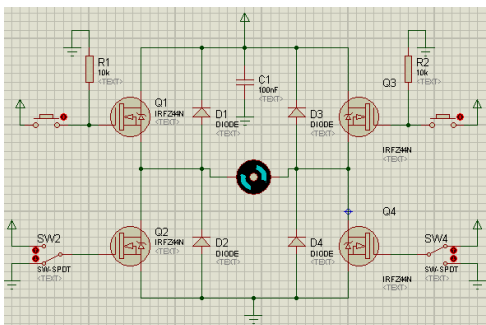 R1
10k
<TEXT>
Q1
IRFZ44N
<TEXT>
D1
DIODE
<TEXT>
C1
100nF
<TEXT>
D3
DIODE
<TEXT>
Q3
IRFZ44N
<TEXT>
R2
10k
<TEXT>
SW2
SW-SPDT
<TEXT>
Q2
IRFZ44N
<TEXT>
D2
DIODE
<TEXT>
D4
DIODE
<TEXT>
Q4
IRFZ44N
<TEXT>
SW4
SW-SPDT
<TEXT>